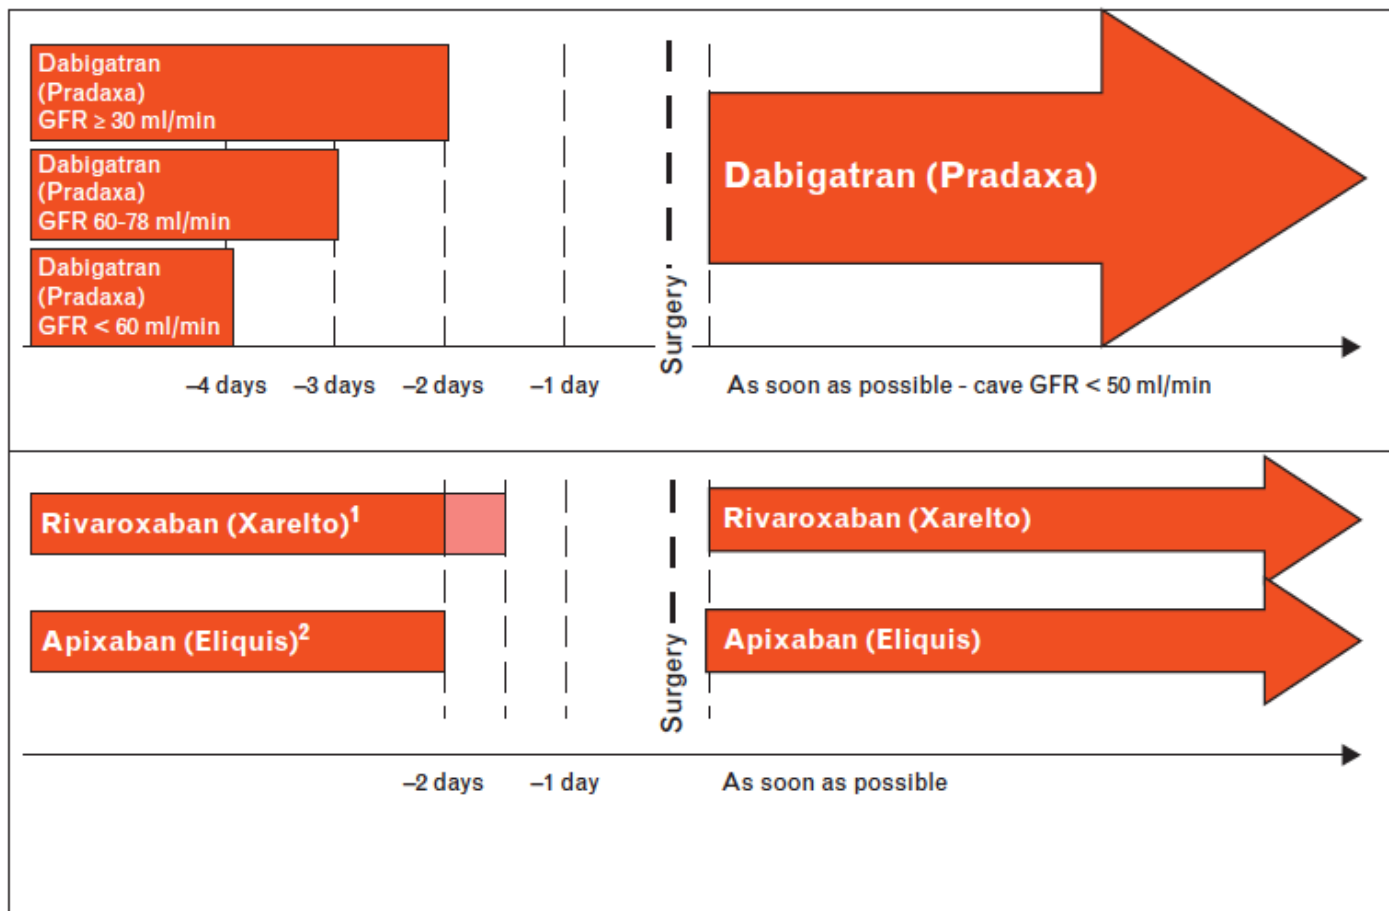 Dabigatran
(Pradaxa)
GFR ≥ 30 ml/min
Dabigatran
(Pradaxa)
GFR 60-78 ml/min
Dabigatran
(Pradaxa)
GFR < 60 ml/min
Dabigatran (Pradaxa)
Surgery
–4 days –3 days –2 days –1 day As soon as possible - cave GFR < 50 ml/min
Rivaroxaban (Xarelto)1
Rivaroxaban (Xarelto)
Apixaban (Eliquis)2
Apixaban (Eliquis)
Surgery
–2 days –1 day As soon as possible